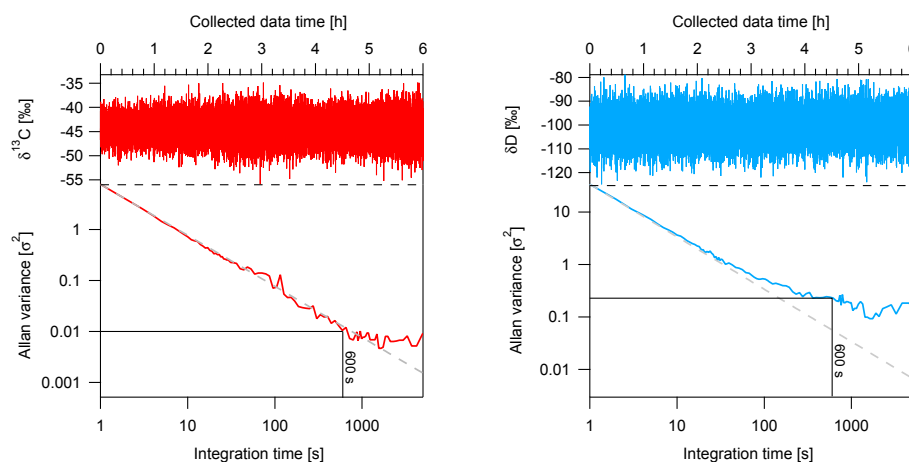 Collected data time [h]
0 1 2 3 4 5 6
δ¹³C [‰]
-35
-40
-45
-50
-55
Allan variance [σ²]
1
0.1
0.01
0.001
600 s
1 10 100 1000
Integration time [s]
Collected data time [h]
0 1 2 3 4 5 6
δD [‰]
-80
-90
-100
-110
-120
Allan variance [σ²]
10
1
0.1
0.01
600 s
1 10 100 1000
Integration time [s]